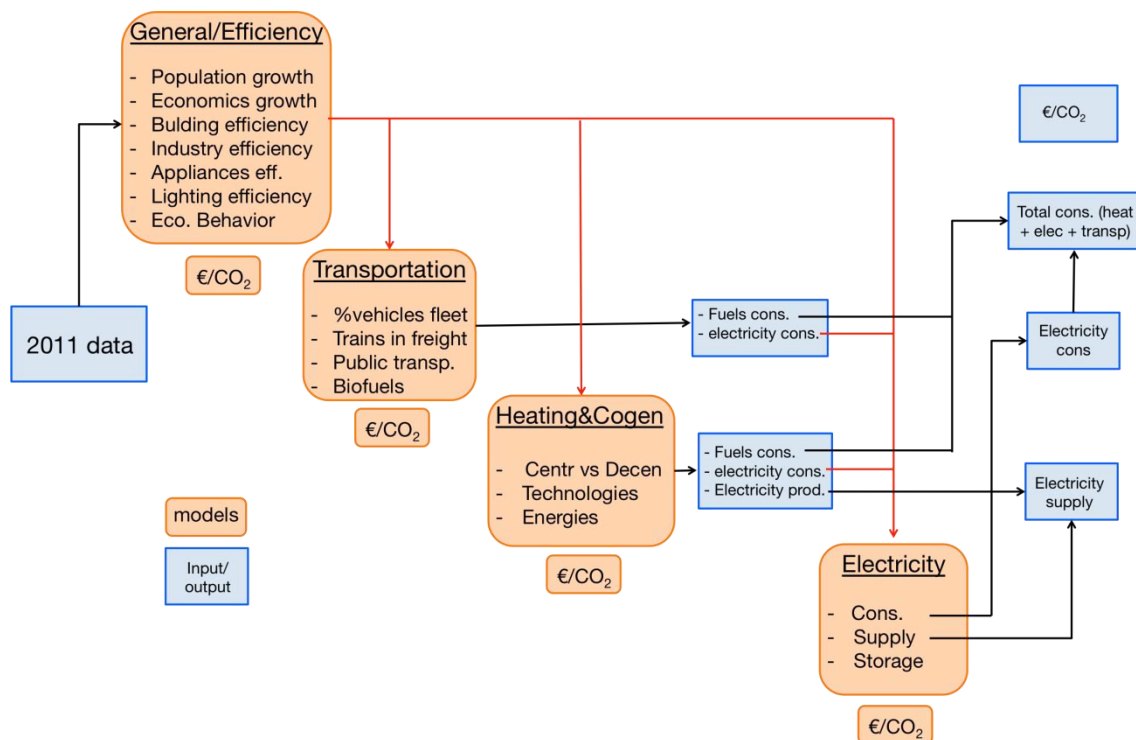 General/Efficiency
- Population growth
- Economics growth
- Bulding efficiency
- Industry efficiency
- Appliances eff.
- Lighting efficiency
- Eco. Behavior
€/CO₂
2011 data
Transportation
- %vehicles fleet
- Trains in freight
- Public transp.
- Biofuels
€/CO₂
- Fuels cons.
- electricity cons.
Heating&Cogen
- Centr vs Decen
- Technologies
- Energies
€/CO₂
- Fuels cons.
- electricity cons.
- Electricity prod.
Electricity
- Cons.
- Supply
- Storage
€/CO₂
€/CO₂
Total cons. (heat
+ elec + transp)
Electricity
cons
Electricity
supply
models
Input/
output